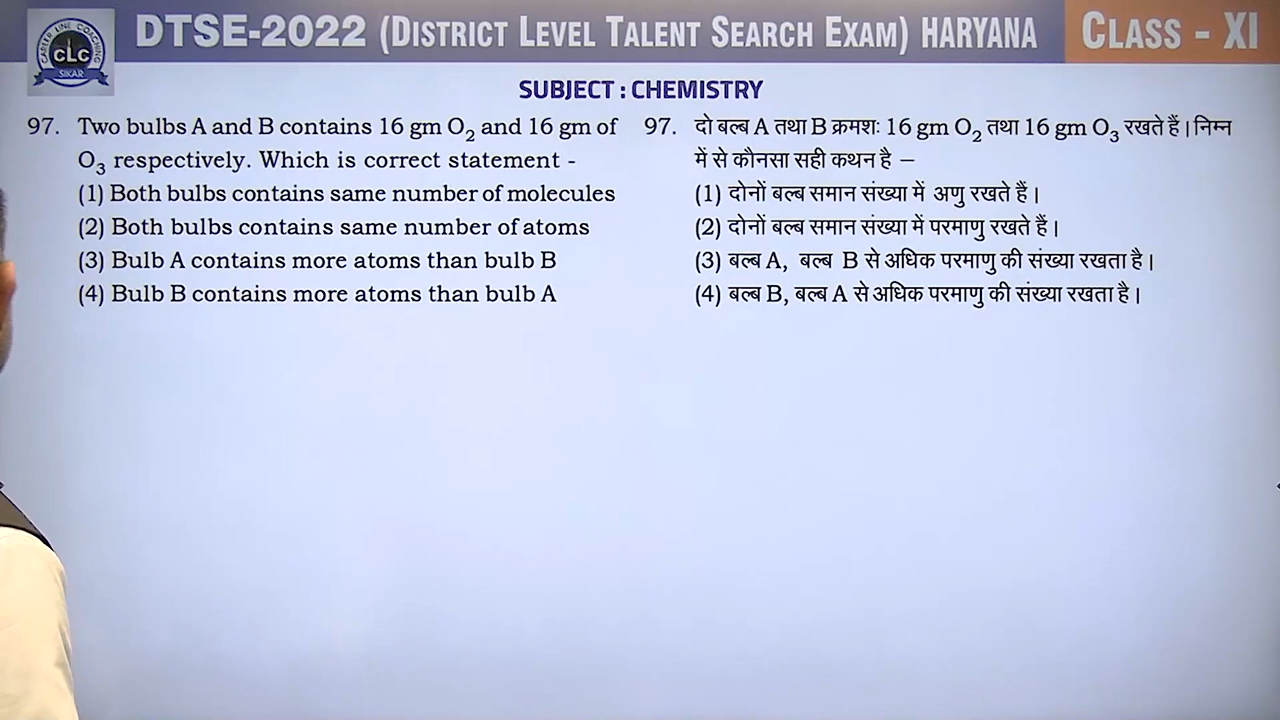 CAREER LINE COACHING
CLC
SIKAR
DTSE-2022 (DISTRICT LEVEL TALENT SEARCH EXAM) HARYANA
CLASS - XI
SUBJECT : CHEMISTRY
97. Two bulbs A and B contains 16 gm O₂ and 16 gm of
O₃ respectively. Which is correct statement -
(1) Both bulbs contains same number of molecules
(2) Both bulbs contains same number of atoms
(3) Bulb A contains more atoms than bulb B
(4) Bulb B contains more atoms than bulb A
97. दो बल्ब A तथा B क्रमशः 16 gm O₂ तथा 16 gm O₃ रखते हैं। निम्न
में से कौनसा सही कथन है –
(1) दोनों बल्ब समान संख्या में अणु रखते हैं।
(2) दोनों बल्ब समान संख्या में परमाणु रखते हैं।
(3) बल्ब A, बल्ब B से अधिक परमाणु की संख्या रखता है।
(4) बल्ब B, बल्ब A से अधिक परमाणु की संख्या रखता है।